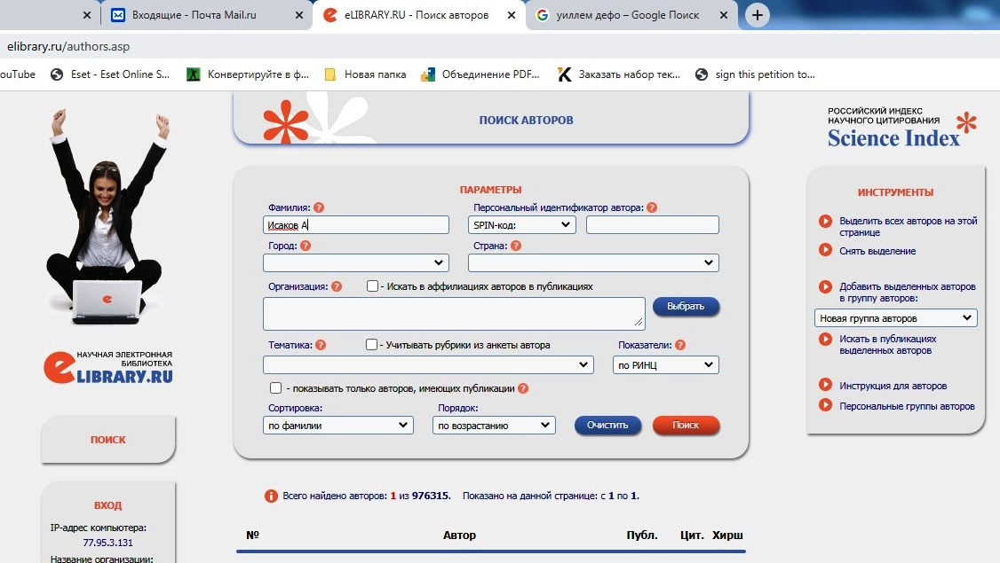 Входящие - Почта Mail.ru
eLIBRARY.RU - Поиск авторов
уиллем дефо – Google Поиск
elibrary.ru/authors.asp
ouTube
Eset - Eset Online S...
Конвертируйте в ф...
Новая папка
Объединение PDF...
Заказать набор тек...
sign this petition to...
ПОИСК АВТОРОВ
РОССИЙСКИЙ ИНДЕКС
НАУЧНОГО ЦИТИРОВАНИЯ
Science Index
ПАРАМЕТРЫ
Фамилия: ?
Персональный идентификатор автора: ?
Исаков А
SPIN-код:
Город: ?
Страна: ?
Организация: ?
- Искать в аффилиациях авторов в публикациях
Выбрать
Тематика: ?
- Учитывать рубрики из анкеты автора
Показатели: ?
по РИНЦ
- показывать только авторов, имеющих публикации ?
Сортировка:
Порядок:
по фамилии
по возрастанию
Очистить
Поиск
ИНСТРУМЕНТЫ
Выделить всех авторов на этой
странице
Снять выделение
Добавить выделенных авторов
в группу авторов:
Новая группа авторов
Искать в публикациях
выделенных авторов
Инструкция для авторов
Персональные группы авторов
НАУЧНАЯ ЭЛЕКТРОННАЯ
БИБЛИОТЕКА
eLIBRARY.RU
ПОИСК
ВХОД
IP-адрес компьютера:
77.95.3.131
Название организации:
Всего найдено авторов: 1 из 976315. Показано на данной странице: с 1 по 1.
№
Автор
Публ.
Цит.
Хирш